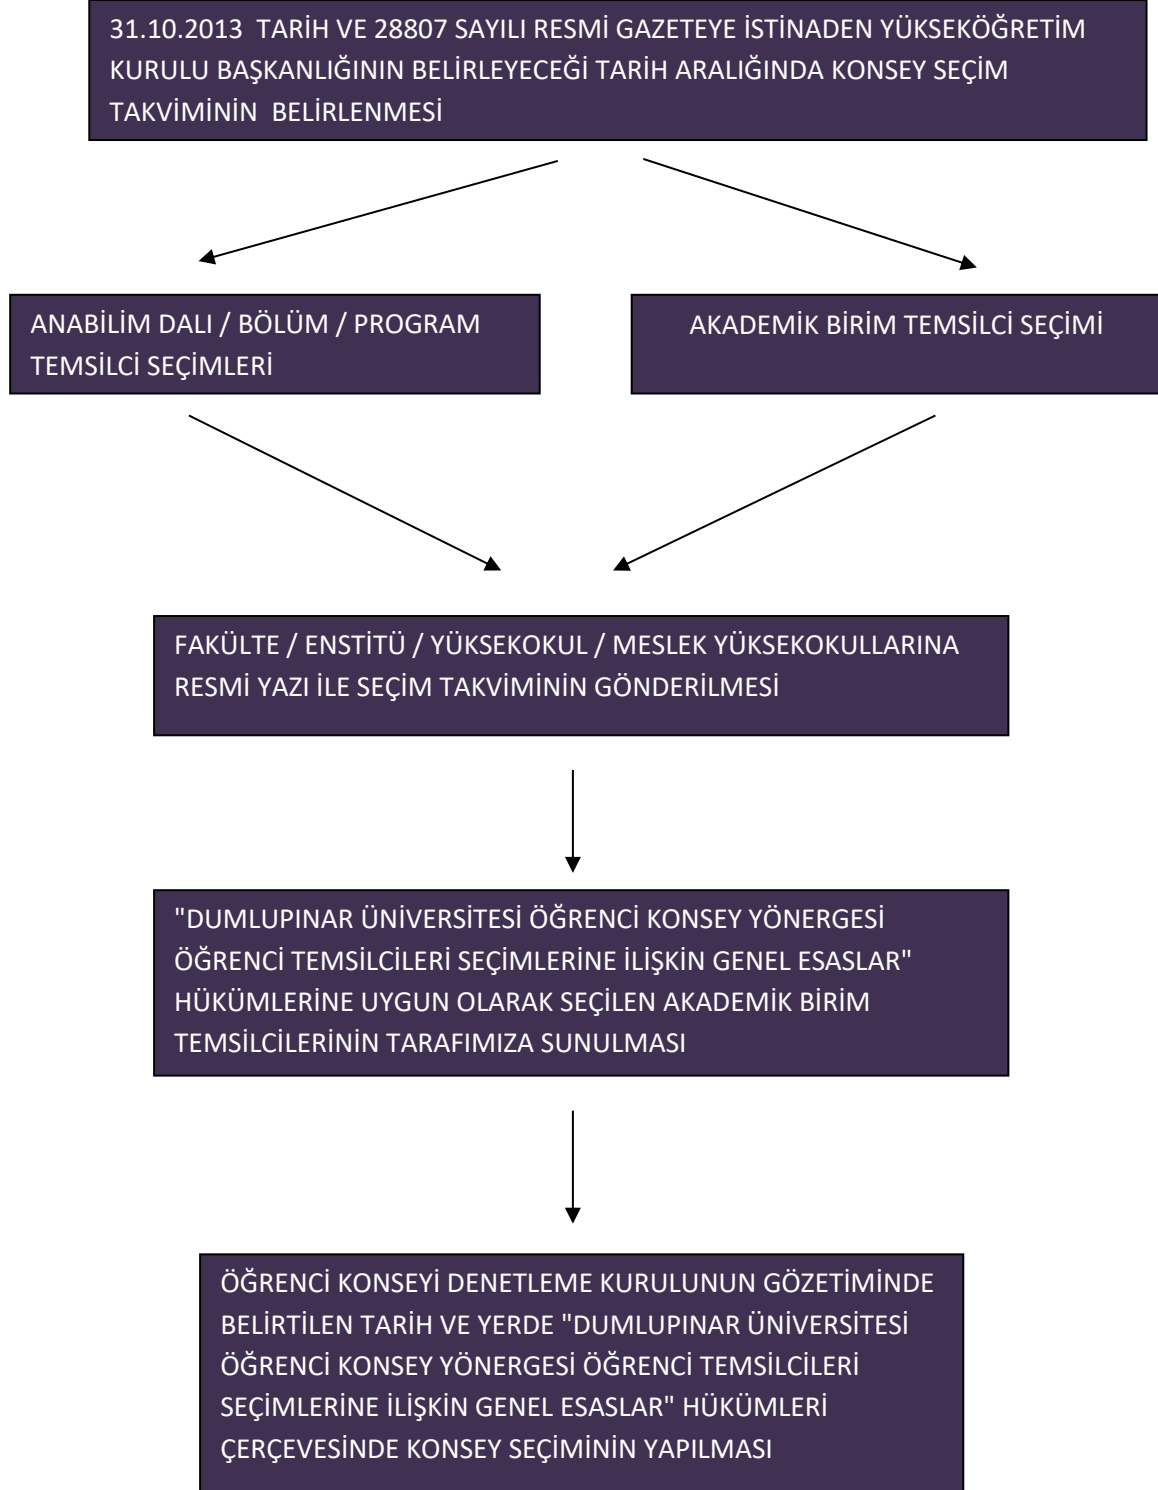 31.10.2013  TARİH VE 28807 SAYILI RESMİ GAZETEYE İSTİNADEN YÜKSEKÖĞRETİM
KURULU BAŞKANLIĞININ BELİRLEYECEĞİ TARİH ARALIĞINDA KONSEY SEÇİM
TAKVİMİNİN  BELİRLENMESİ
ANABİLİM DALI / BÖLÜM / PROGRAM
TEMSİLCİ SEÇİMLERİ
AKADEMİK BİRİM TEMSİLCİ SEÇİMİ
FAKÜLTE / ENSTİTÜ / YÜKSEKOKUL / MESLEK YÜKSEKOKULLARINA
RESMİ YAZI İLE SEÇİM TAKVİMİNİN GÖNDERİLMESİ
"DUMLUPINAR ÜNİVERSİTESİ ÖĞRENCİ KONSEY YÖNERGESİ
ÖĞRENCİ TEMSİLCİLERİ SEÇİMLERİNE İLİŞKİN GENEL ESASLAR"
HÜKÜMLERİNE UYGUN OLARAK SEÇİLEN AKADEMİK BİRİM
TEMSİLCİLERİNİN TARAFIMIZA SUNULMASI
ÖĞRENCİ KONSEYİ DENETLEME KURULUNUN GÖZETİMİNDE
BELİRTİLEN TARİH VE YERDE "DUMLUPINAR ÜNİVERSİTESİ
ÖĞRENCİ KONSEY YÖNERGESİ ÖĞRENCİ TEMSİLCİLERİ
SEÇİMLERİNE İLİŞKİN GENEL ESASLAR" HÜKÜMLERİ
ÇERÇEVESİNDE KONSEY SEÇİMİNİN YAPILMASI